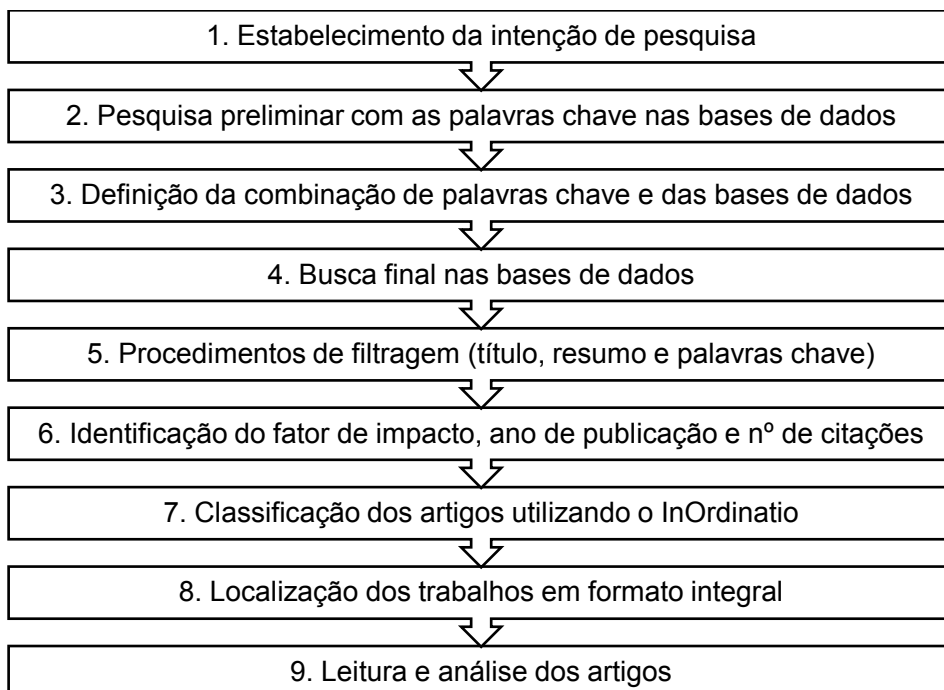 1. Estabelecimento da intenção de pesquisa
2. Pesquisa preliminar com as palavras chave nas bases de dados
3. Definição da combinação de palavras chave e das bases de dados
4. Busca final nas bases de dados
5. Procedimentos de filtragem (título, resumo e palavras chave)
6. Identificação do fator de impacto, ano de publicação e nº de citações
7. Classificação dos artigos utilizando o InOrdinatio
8. Localização dos trabalhos em formato integral
9. Leitura e análise dos artigos